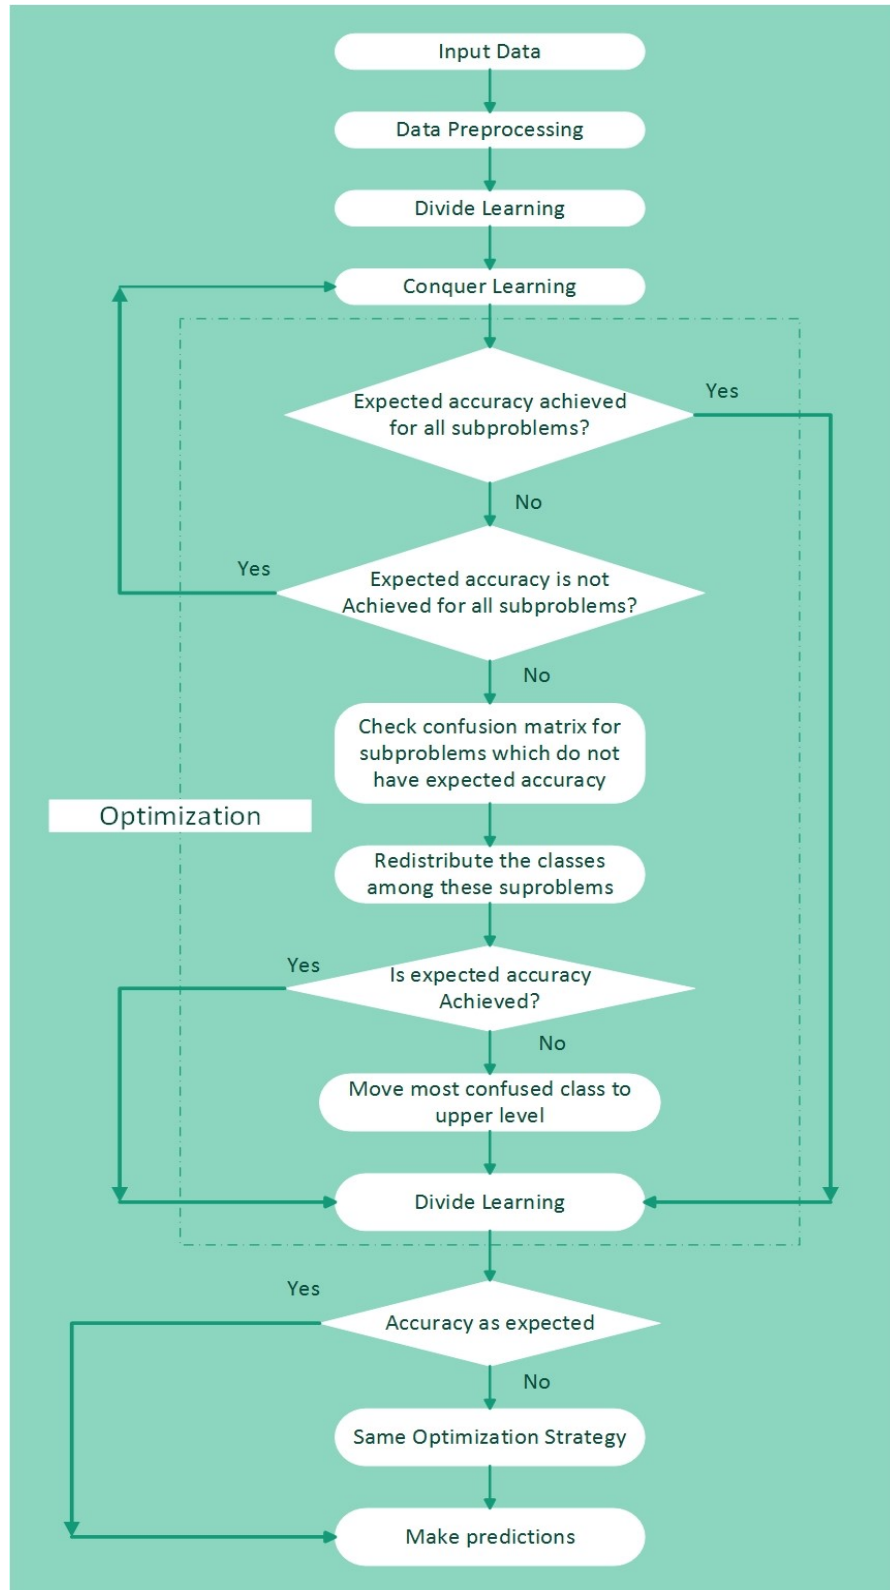 Input Data
Data Preprocessing
Divide Learning
Conquer Learning
Expected accuracy achieved
for all subproblems?
Yes
No
Yes
Expected accuracy is not
Achieved for all subproblems?
No
Check confusion matrix for
subproblems which do not
have expected accuracy
Optimization
Redistribute the classes
among these suproblems
Yes
Is expected accuracy
Achieved?
No
Move most confused class to
upper level
Divide Learning
Yes
Accuracy as expected
No
Same Optimization Strategy
Make predictions